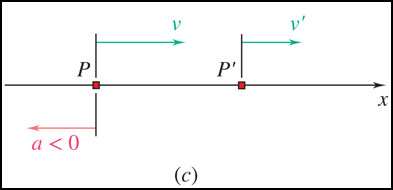 v v′
P P′
x
a < 0
(c)